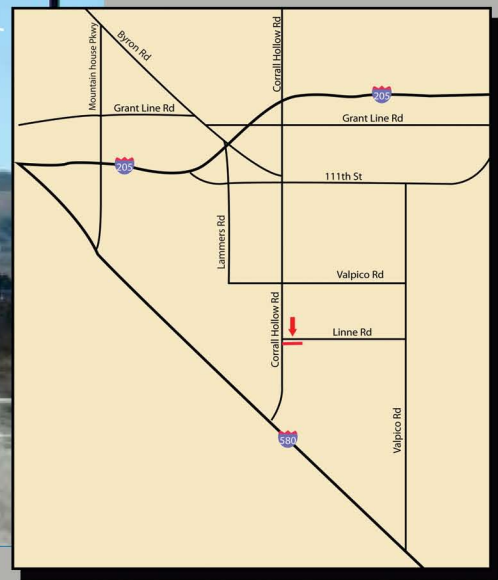 Corrall Hollow Rd
Byron Rd
Mountain house Pkwy
205
Grant Line Rd
Grant Line Rd
205
111th St
Lammers Rd
Valpico Rd
Corrall Hollow Rd
Linne Rd
Valpico Rd
580